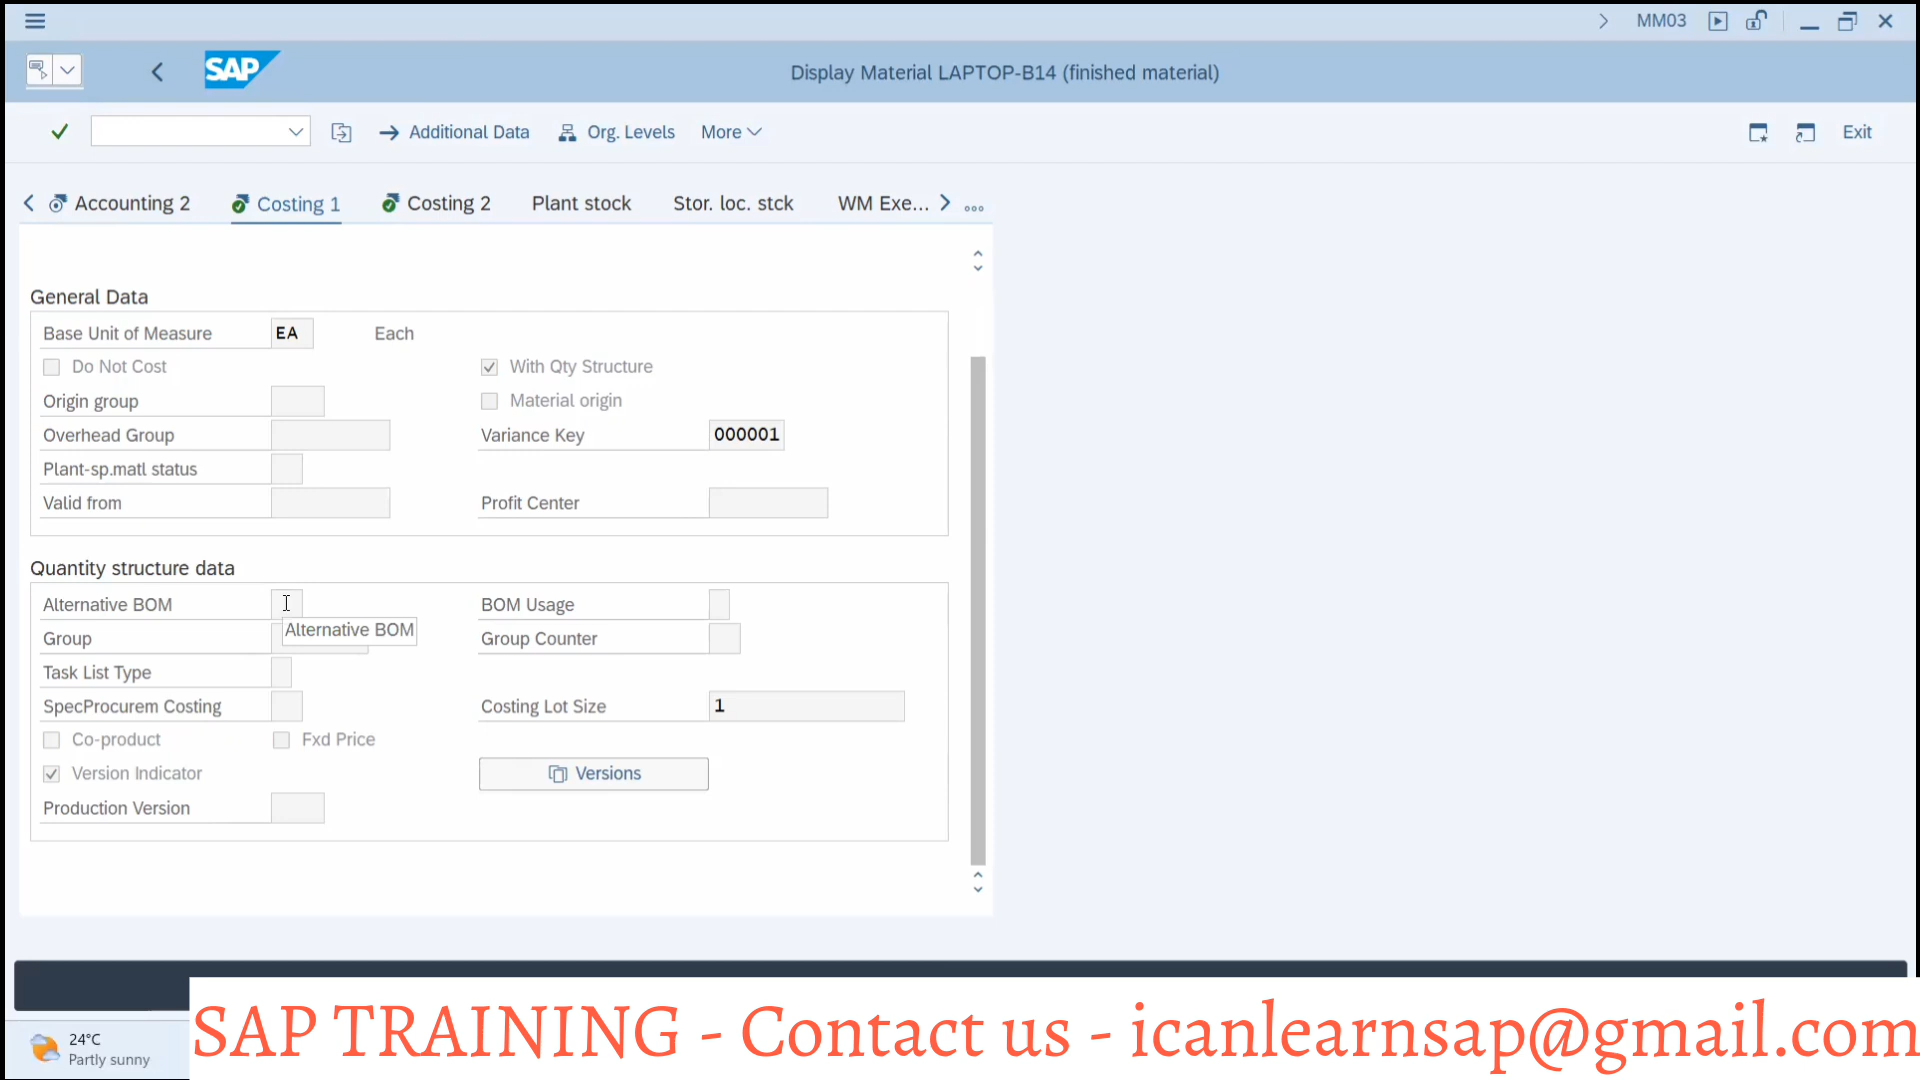 MM03
SAP
Display Material LAPTOP-B14 (finished material)
Additional Data
Org. Levels
More
Exit
Accounting 2
Costing 1
Costing 2
Plant stock
Stor. loc. stck
WM Exe...
General Data
Base Unit of Measure EA Each
Do Not Cost
With Qty Structure
Origin group
Material origin
Overhead Group
Variance Key 000001
Plant-sp.matl status
Valid from
Profit Center
Quantity structure data
Alternative BOM
BOM Usage
Alternative BOM
Group
Group Counter
Task List Type
SpecProcurem Costing
Costing Lot Size 1
Co-product
Fxd Price
Version Indicator
Versions
Production Version
SAP TRAINING - Contact us - icanlearnsap@gmail.com
24°C
Partly sunny